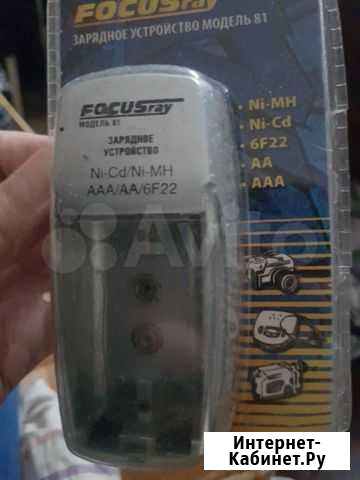 FOCUSray
ЗАРЯДНОЕ УСТРОЙСТВО МОДЕЛЬ 81
FOCUSray
МОДЕЛЬ 81
ЗАРЯДНОЕ
УСТРОЙСТВО
Ni-Cd/Ni-MH
AAA/AA/6F22
• Ni-MH
• Ni-Cd
• 6F22
• AA
• AAA
Avito
Интернет-
Кабинет.Ру